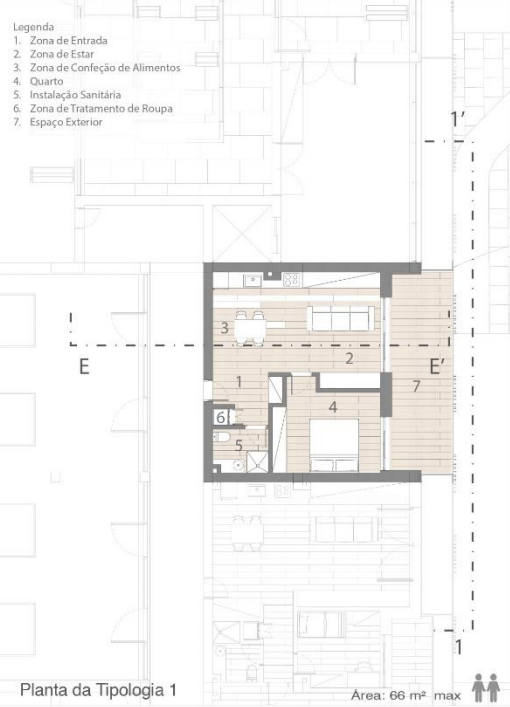 Legenda
1. Zona de Entrada
2. Zona de Estar
3. Zona de Confeção de Alimentos
4. Quarto
5. Instalação Sanitária
6. Zona de Tratamento de Roupa
7. Espaço Exterior
1'
3
E
2
E'
1
4
7
6
5
1
Planta da Tipologia 1
Área: 66 m² max